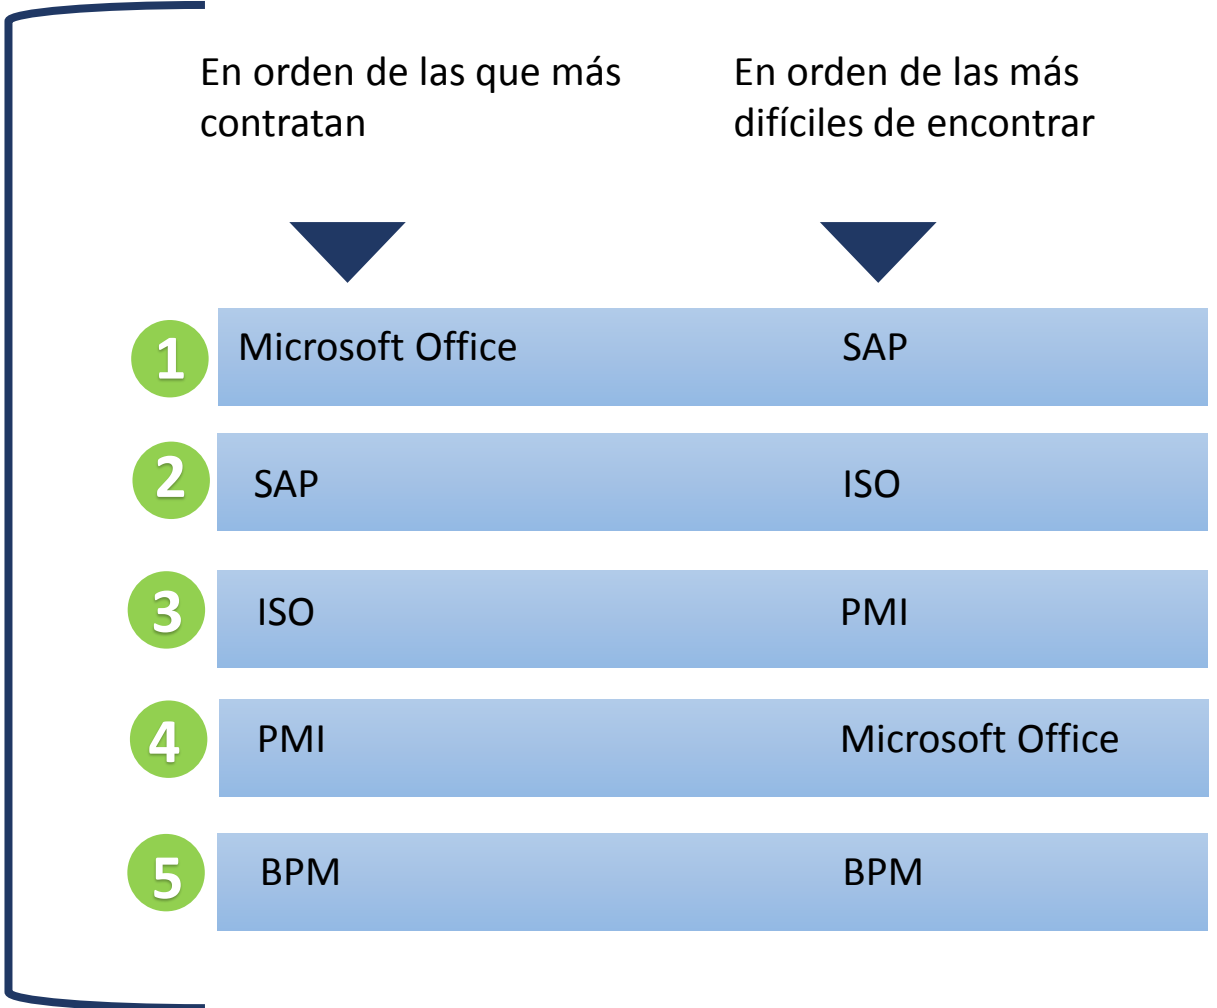 En orden de las que más
contratan
En orden de las más
difíciles de encontrar
1 Microsoft Office SAP
2 SAP ISO
3 ISO PMI
4 PMI Microsoft Office
5 BPM BPM